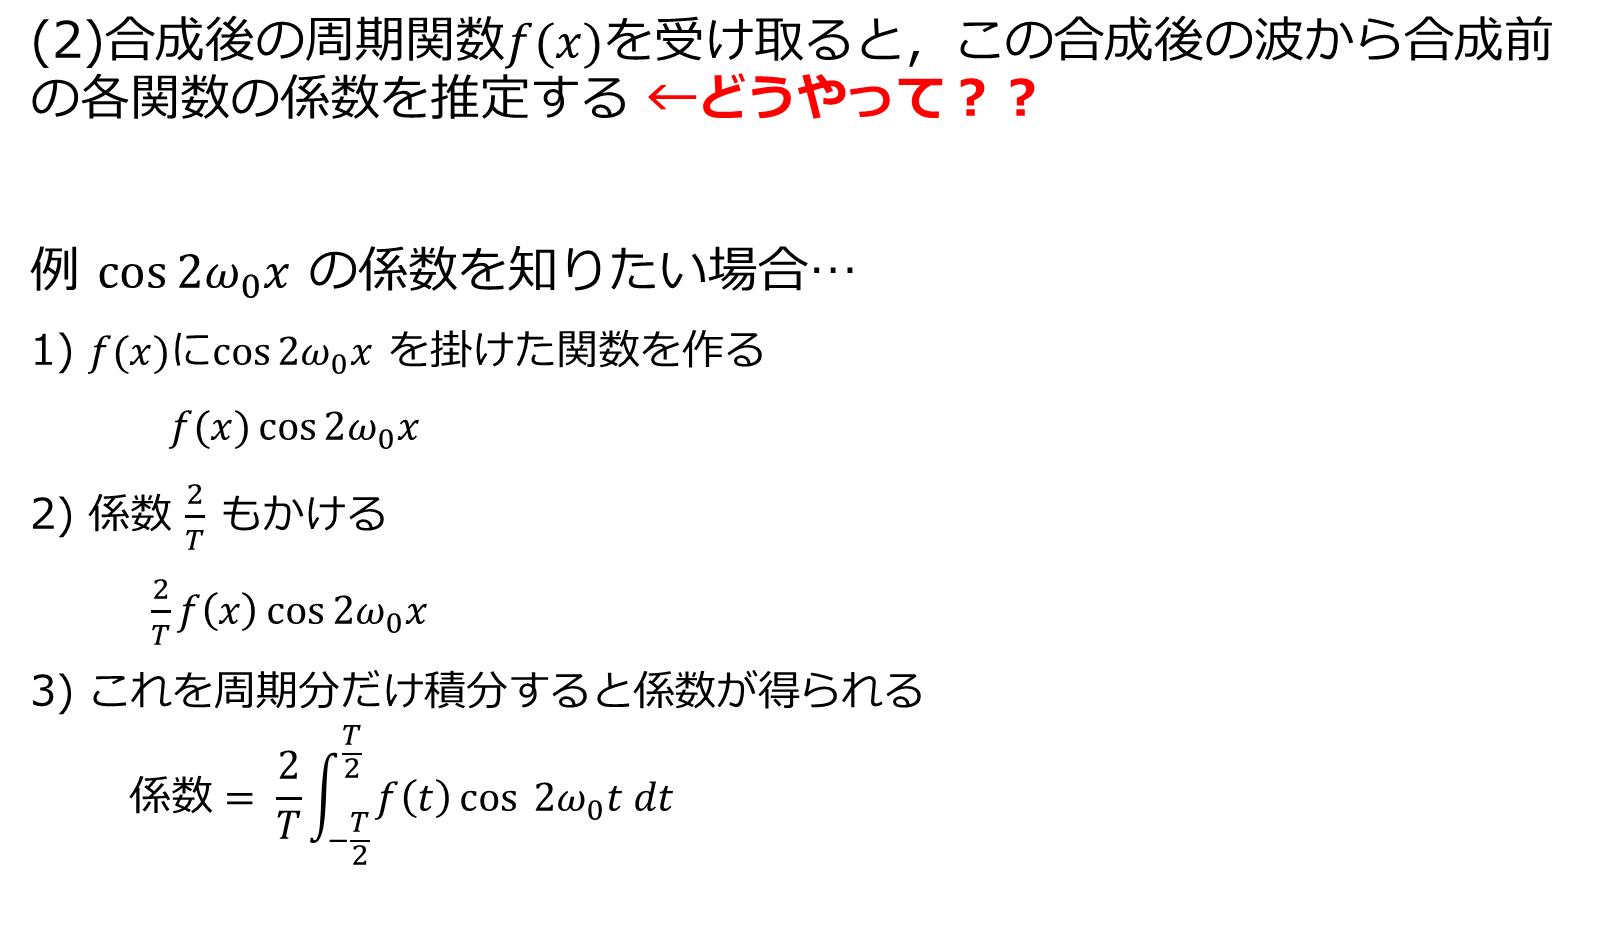 (2)合成後の周期関数f(x)を受け取ると，この合成後の波から合成前
の各関数の係数を推定する ←どうやって？？
例 cos 2ω₀x の係数を知りたい場合…
1) f(x)にcos 2ω₀x を掛けた関数を作る
f(x) cos 2ω₀x
2) 係数 2/T もかける
2/T f(x) cos 2ω₀x
3) これを周期分だけ積分すると係数が得られる
係数 = 2/T ∫_{-T/2}^{T/2} f(t) cos 2ω₀t dt